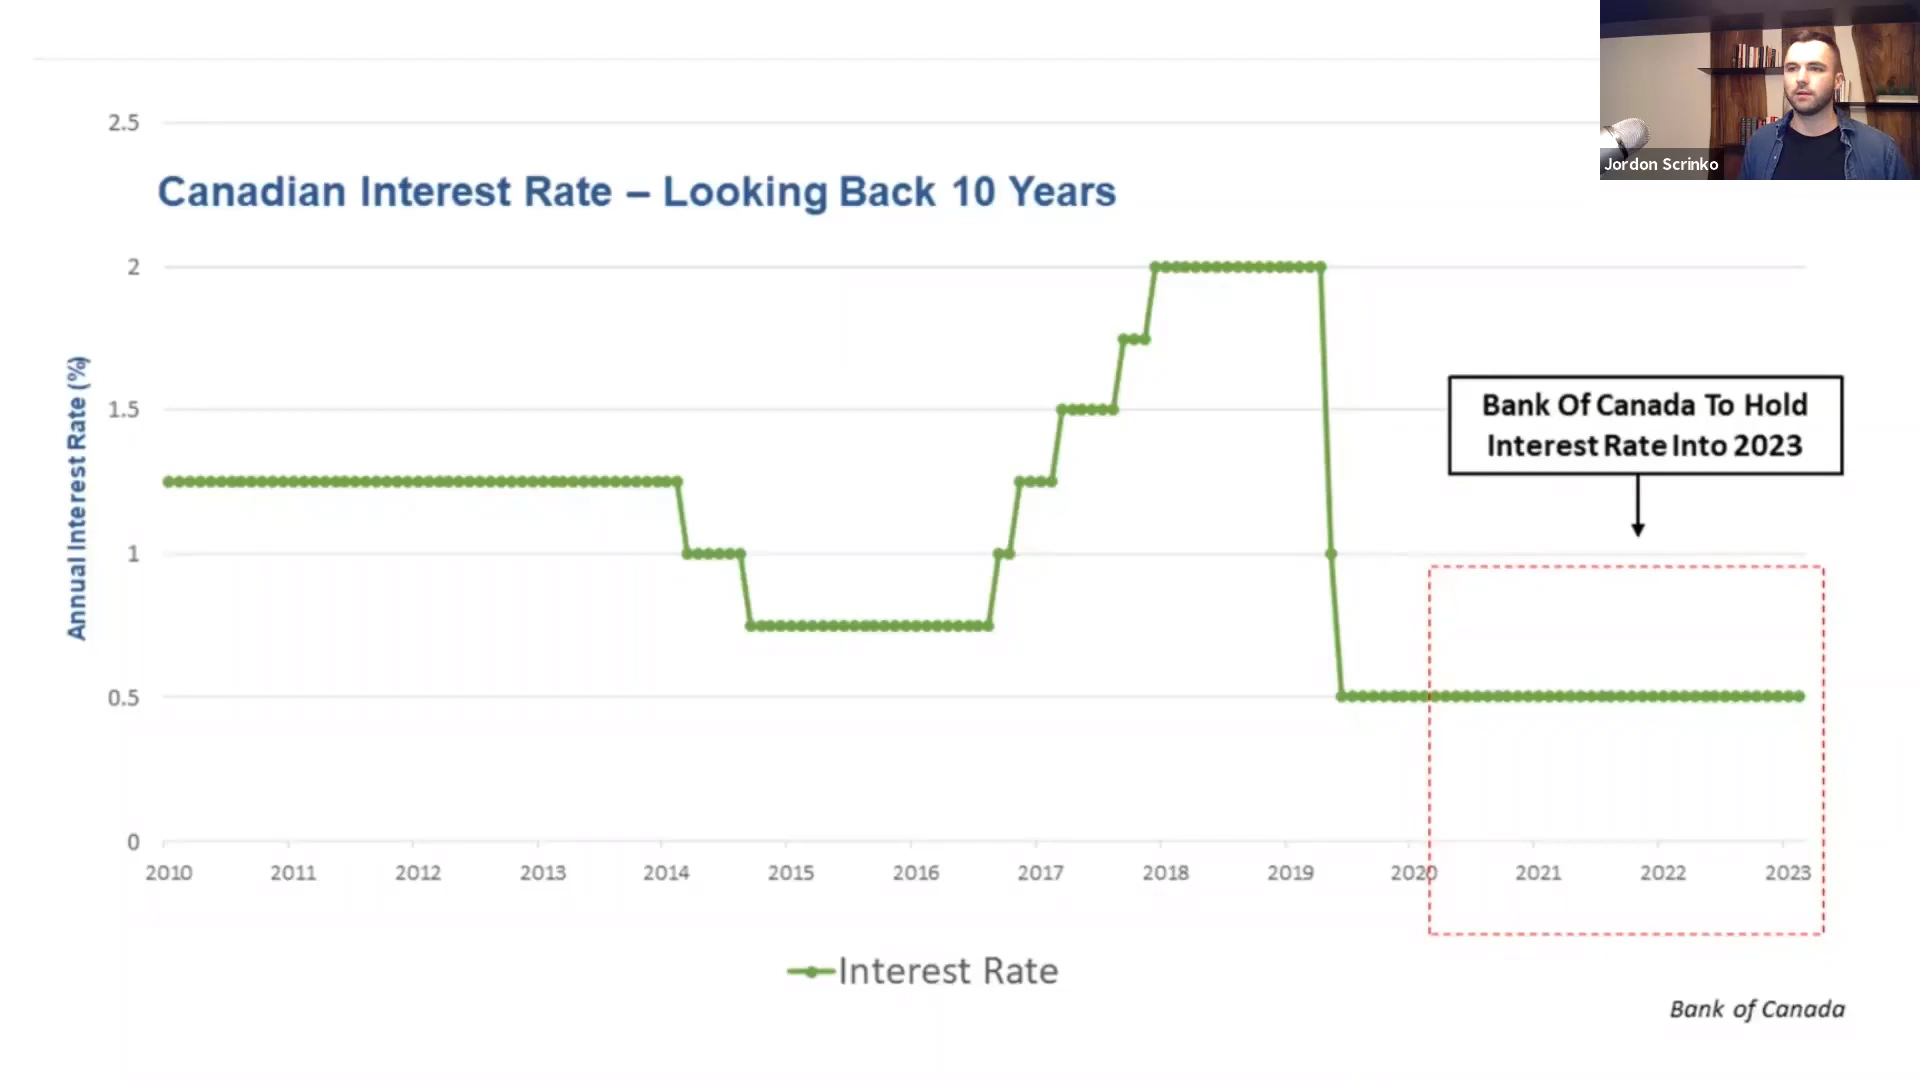 Jordon Scrinko
Canadian Interest Rate – Looking Back 10 Years
Annual Interest Rate (%)
2.5
2
1.5
1
0.5
0
Bank Of Canada To Hold
Interest Rate Into 2023
2010 2011 2012 2013 2014 2015 2016 2017 2018 2019 2020 2021 2022 2023
Interest Rate
Bank of Canada